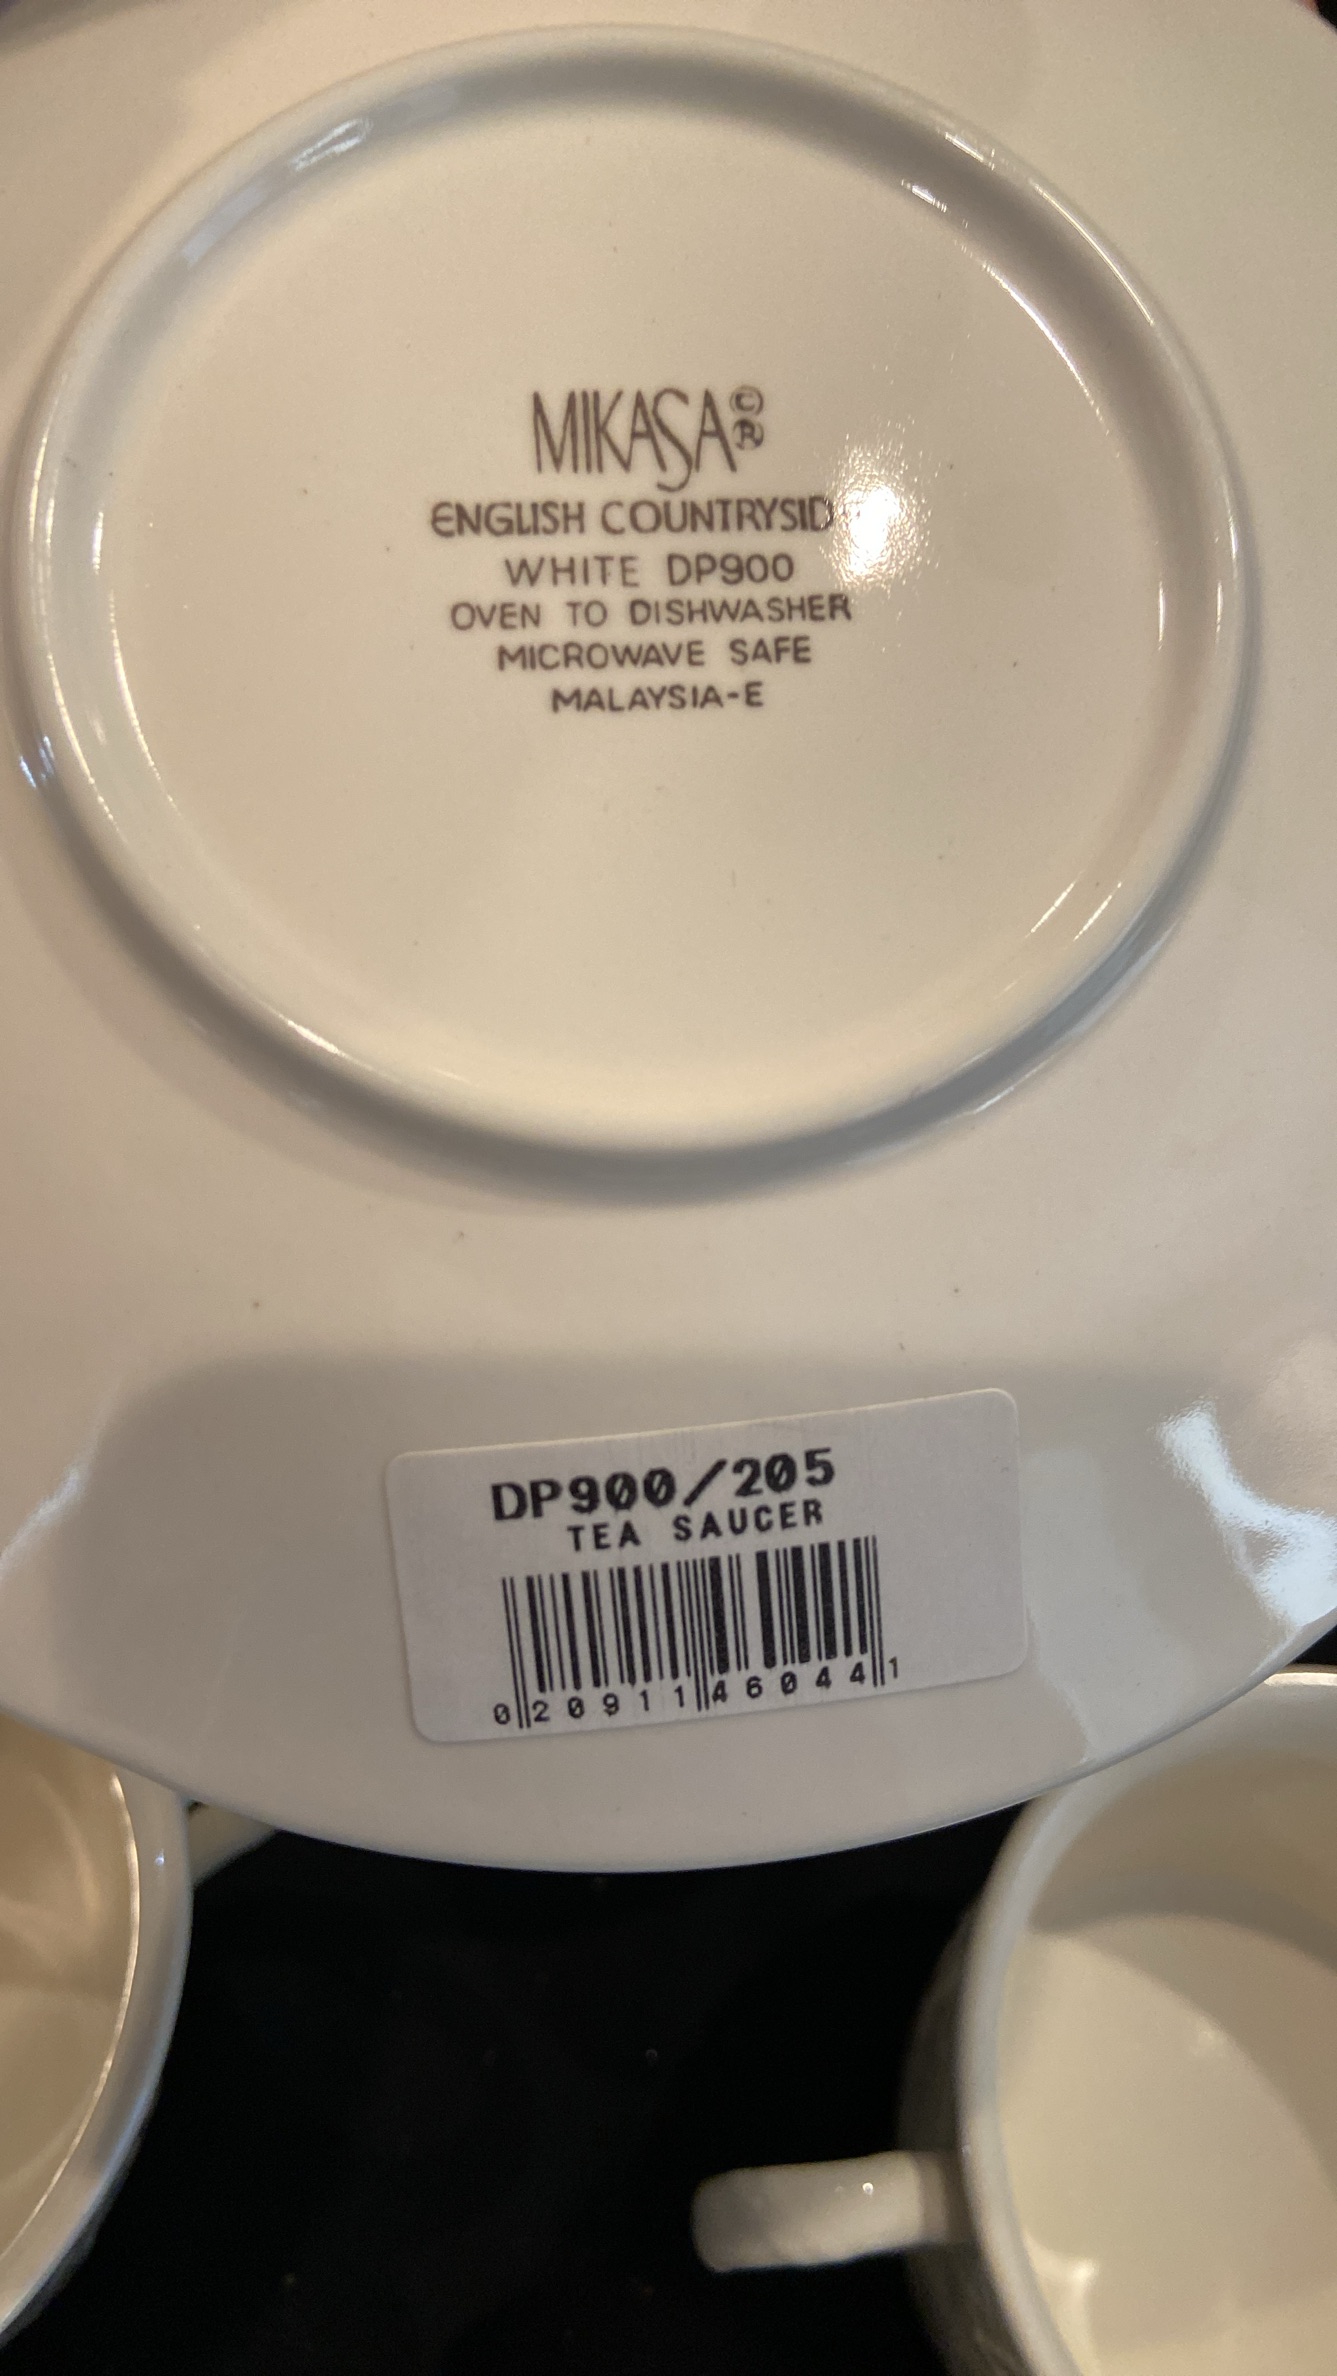 MIKASA©®
ENGLISH COUNTRYSID
WHITE DP900
OVEN TO DISHWASHER
MICROWAVE SAFE
MALAYSIA-E
DP900/205
TEA SAUCER
0 20911 46044 1